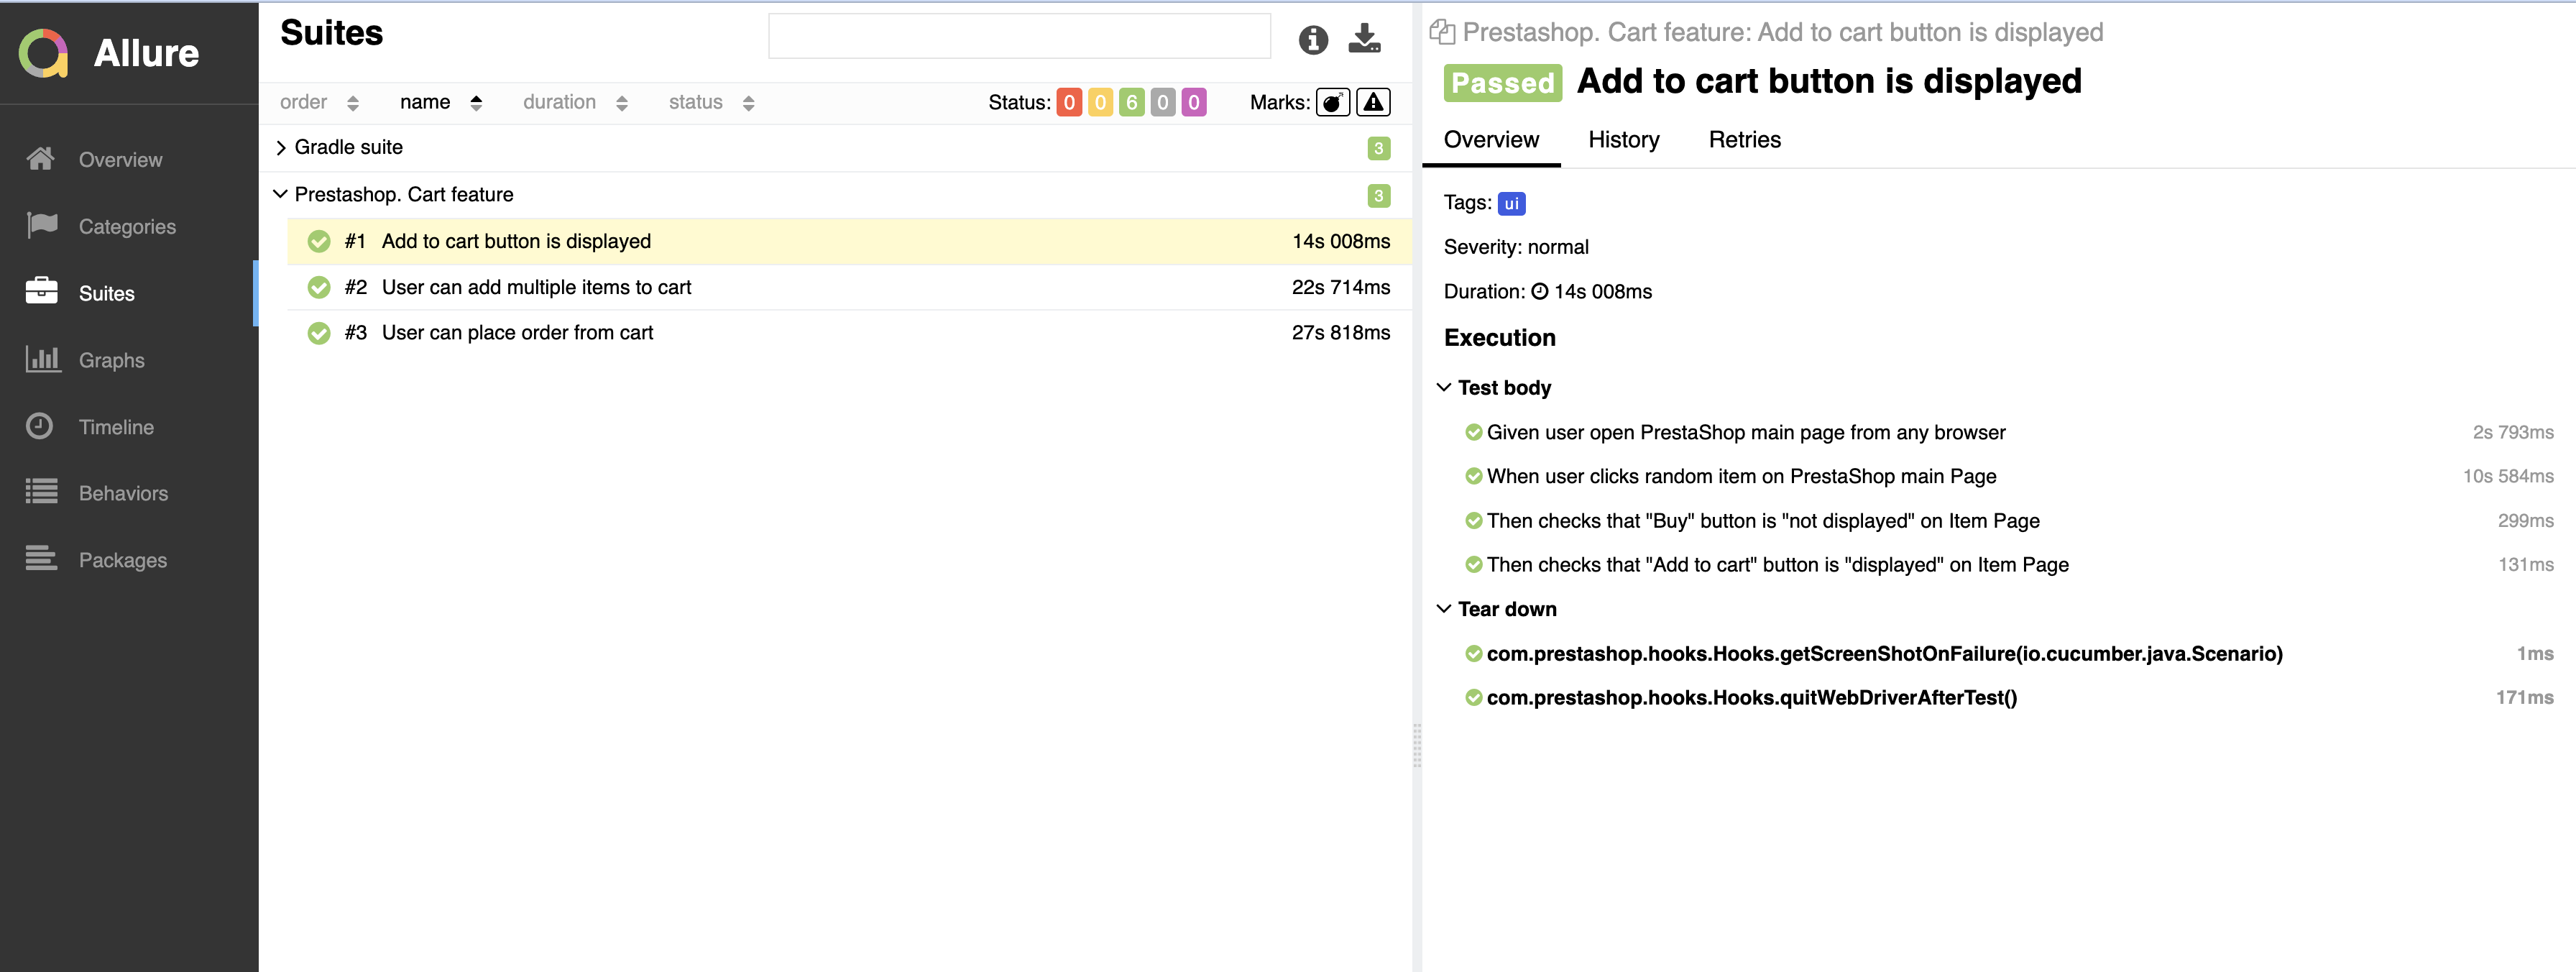 Allure
Overview
Categories
Suites
Graphs
Timeline
Behaviors
Packages
Suites
order name duration status Status: 0 0 6 0 0 Marks:
Gradle suite 3
Prestashop. Cart feature 3
#1 Add to cart button is displayed 14s 008ms
#2 User can add multiple items to cart 22s 714ms
#3 User can place order from cart 27s 818ms
Prestashop. Cart feature: Add to cart button is displayed
Passed Add to cart button is displayed
Overview History Retries
Tags: ui
Severity: normal
Duration: 14s 008ms
Execution
Test body
Given user open PrestaShop main page from any browser 2s 793ms
When user clicks random item on PrestaShop main Page 10s 584ms
Then checks that "Buy" button is "not displayed" on Item Page 299ms
Then checks that "Add to cart" button is "displayed" on Item Page 131ms
Tear down
com.prestashop.hooks.Hooks.getScreenShotOnFailure(io.cucumber.java.Scenario) 1ms
com.prestashop.hooks.Hooks.quitWebDriverAfterTest() 171ms